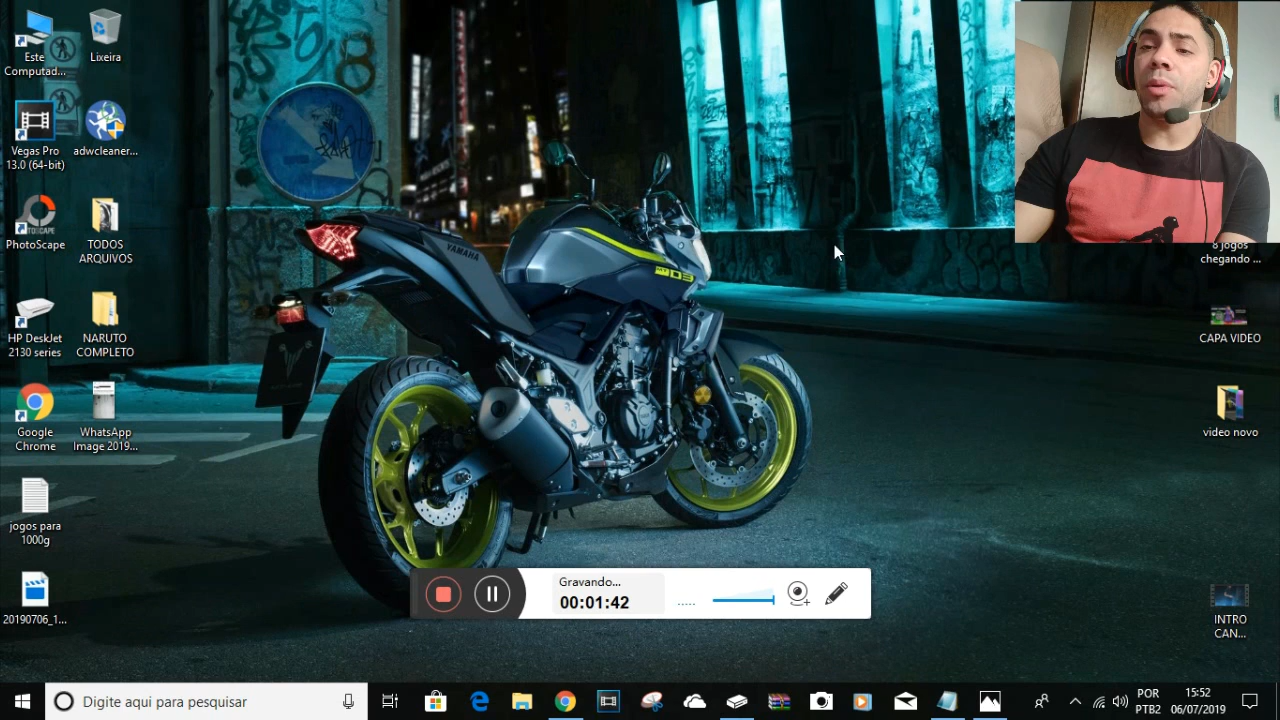 Este
Computad...
Lixeira
Vegas Pro
13.0 (64-bit)
adwcleaner...
PhotoScape
TODOS
ARQUIVOS
HP DeskJet
2130 series
NARUTO
COMPLETO
Google
Chrome
WhatsApp
Image 2019...
jogos para
1000g
20190706_1...
YAMAHA
8 jogos
chegando ...
CAPA VIDEO
video novo
INTRO
CAN...
Gravando...
00:01:42
Digite aqui para pesquisar
POR
PTB2
15:52
06/07/2019